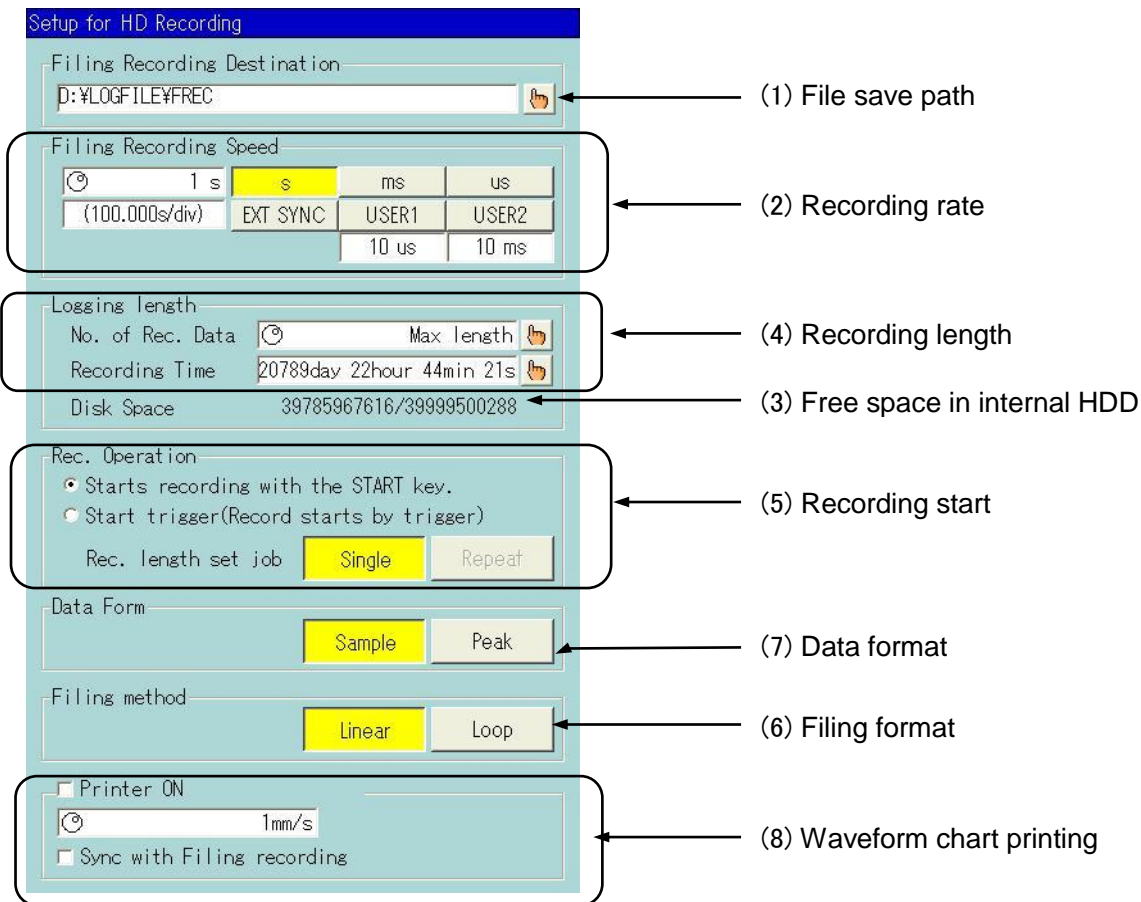 Setup for HD Recording
Filing Recording Destination
D:¥LOGFILE¥FREC
(1) File save path
Filing Recording Speed
1 s s ms us
(100.000s/div) EXT SYNC USER1 USER2
10 us 10 ms
(2) Recording rate
Logging length
No. of Rec. Data Max length
Recording Time 20789day 22hour 44min 21s
(4) Recording length
Disk Space 39785967616/39999500288
(3) Free space in internal HDD
Rec. Operation
Starts recording with the START key.
Start trigger(Record starts by trigger)
Rec. length set job Single Repeat
(5) Recording start
Data Form
Sample Peak
(7) Data format
Filing method
Linear Loop
(6) Filing format
Printer ON
1mm/s
Sync with Filing recording
(8) Waveform chart printing